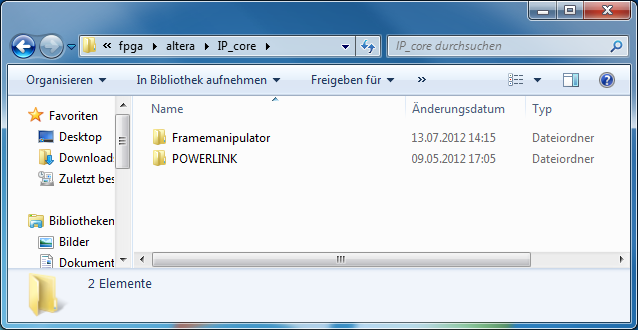 « fpga altera IP_core IP_core durchsuchen
Organisieren In Bibliothek aufnehmen Freigeben für »
Favoriten
Desktop
Download
Zuletzt bes
Bibliotheken
Bilder
Dokument
Name Änderungsdatum Typ
Framemanipulator 13.07.2012 14:15 Dateiordner
POWERLINK 09.05.2012 17:05 Dateiordner
2 Elemente